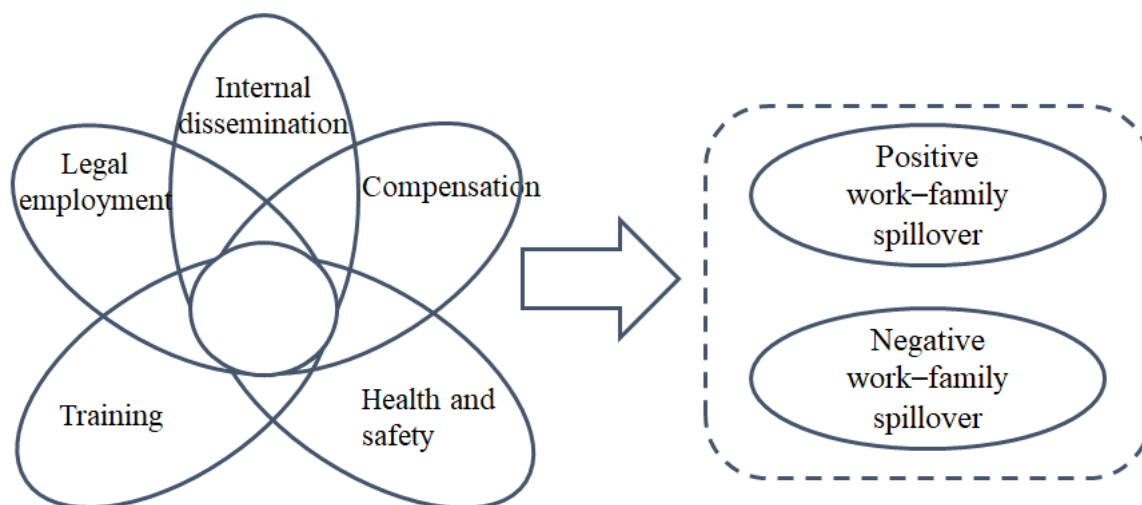 Internal
dissemination
Legal
employment
Compensation
Training
Health and
safety
Positive
work–family
spillover
Negative
work–family
spillover